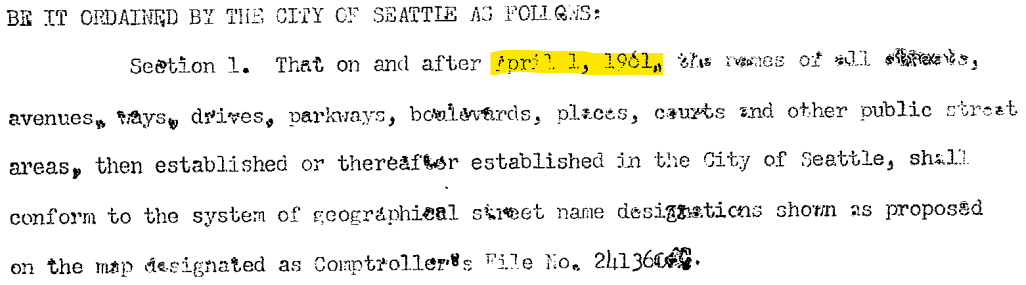 BE IT ORDAINED BY THE CITY OF SEATTLE AS FOLLOWS:
Section 1. That on and after April 1, 1961, the names of all streets,
avenues, ways, drives, parkways, boulevards, places, courts and other public street
areas, then established or thereafter established in the City of Seattle, shall
conform to the system of geographical street name designations shown as proposed
on the map designated as Comptroller's File No.